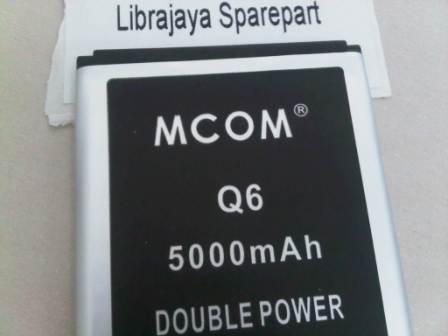 Librajaya Sparepart
MCOM®
Q6
5000mAh
DOUBLE POWER